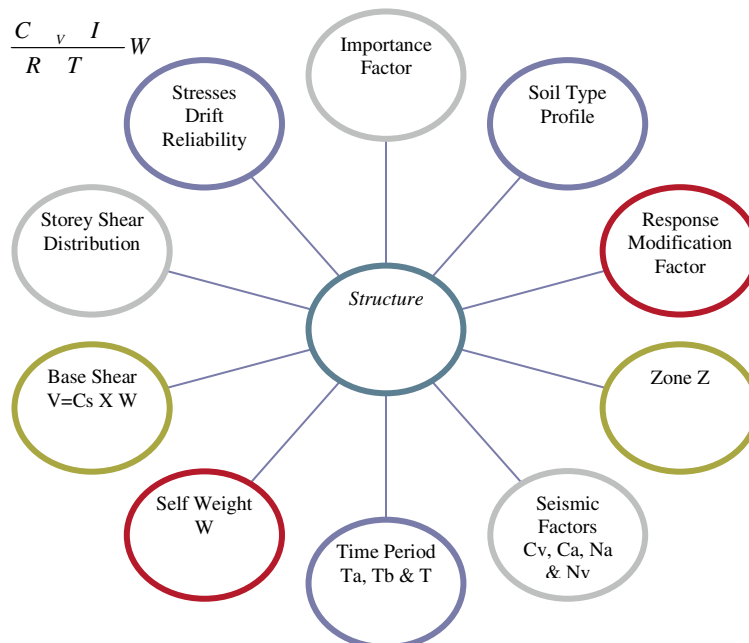 C V I
R T
W
Importance
Factor
Stresses
Drift
Reliability
Soil Type
Profile
Storey Shear
Distribution
Response
Modification
Factor
Structure
Base Shear
V=Cs X W
Zone Z
Self Weight
W
Seismic
Factors
Cv, Ca, Na
& Nv
Time Period
Ta, Tb & T